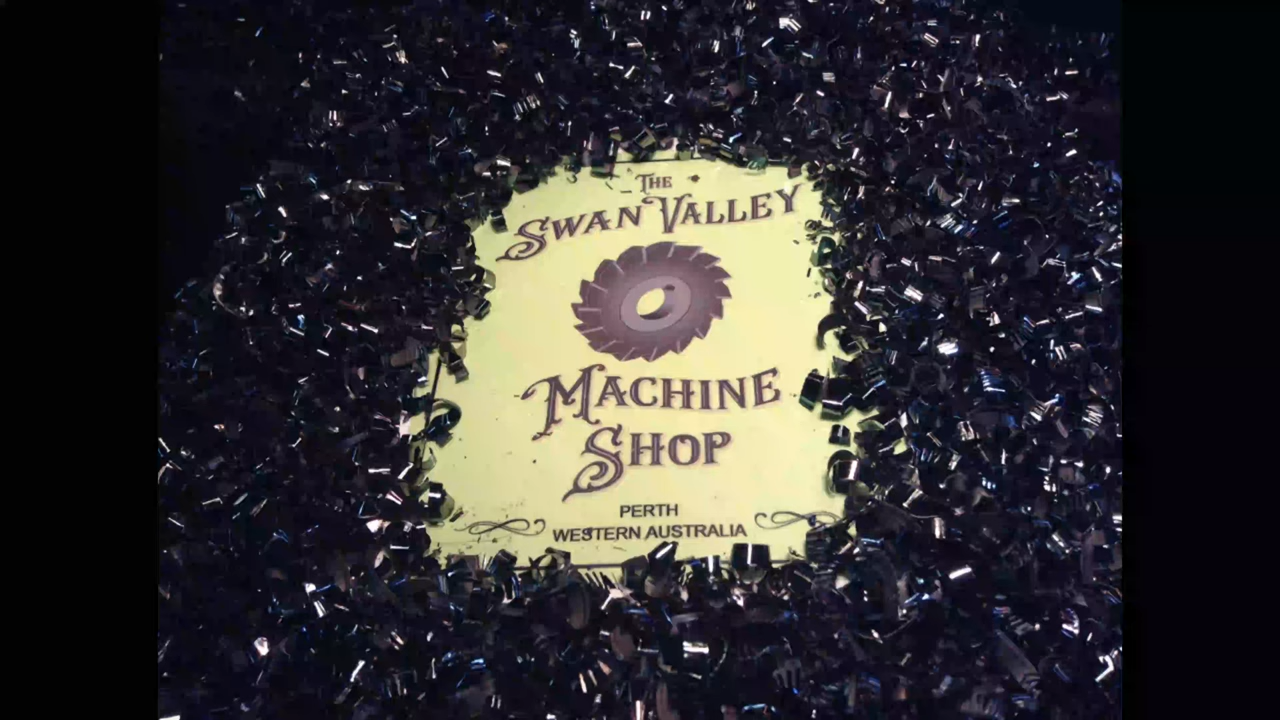 THE
SWAN VALLEY
MACHINE
SHOP
PERTH
WESTERN AUSTRALIA